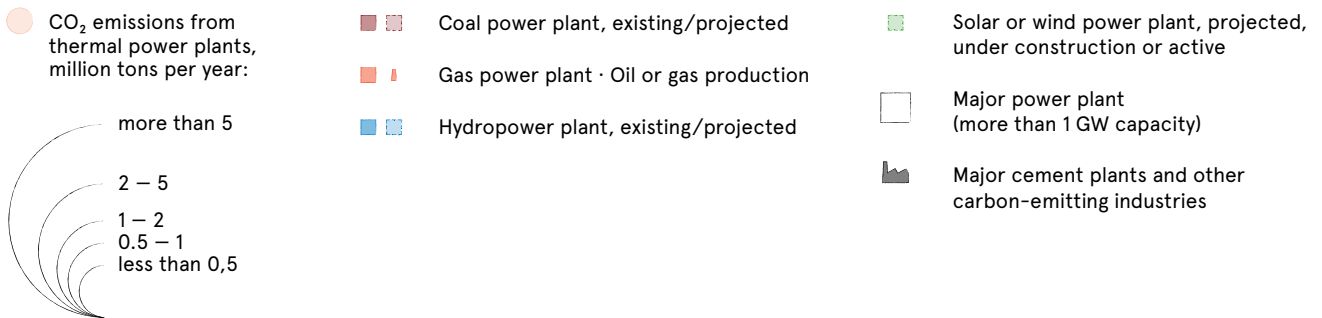 CO₂ emissions from
thermal power plants,
million tons per year:
more than 5
2 – 5
1 – 2
0.5 – 1
less than 0,5
Coal power plant, existing/projected
Gas power plant · Oil or gas production
Hydropower plant, existing/projected
Solar or wind power plant, projected,
under construction or active
Major power plant
(more than 1 GW capacity)
Major cement plants and other
carbon-emitting industries